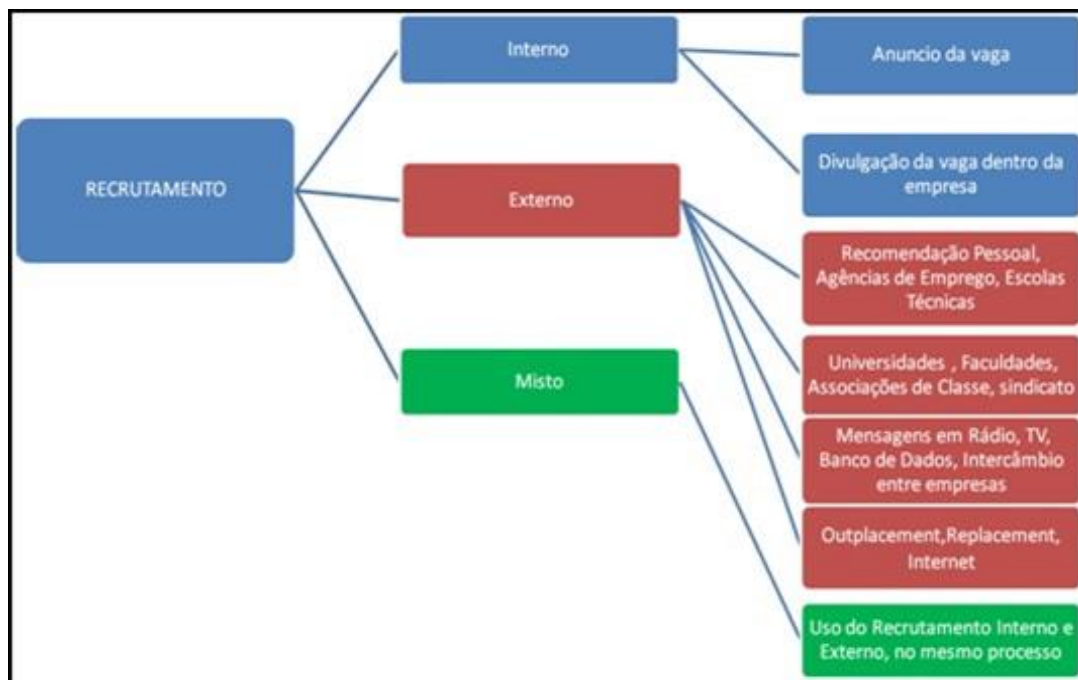 RECRUTAMENTO
Interno
Externo
Misto
Anuncio da vaga
Divulgação da vaga dentro da
empresa
Recomendação Pessoal,
Agências de Emprego, Escolas
Técnicas
Universidades , Faculdades,
Associações de Classe, sindicato
Mensagens em Rádio, TV,
Banco de Dados, Intercâmbio
entre empresas
Outplacement,Replacement,
Internet
Uso do Recrutamento Interno e
Externo, no mesmo processo